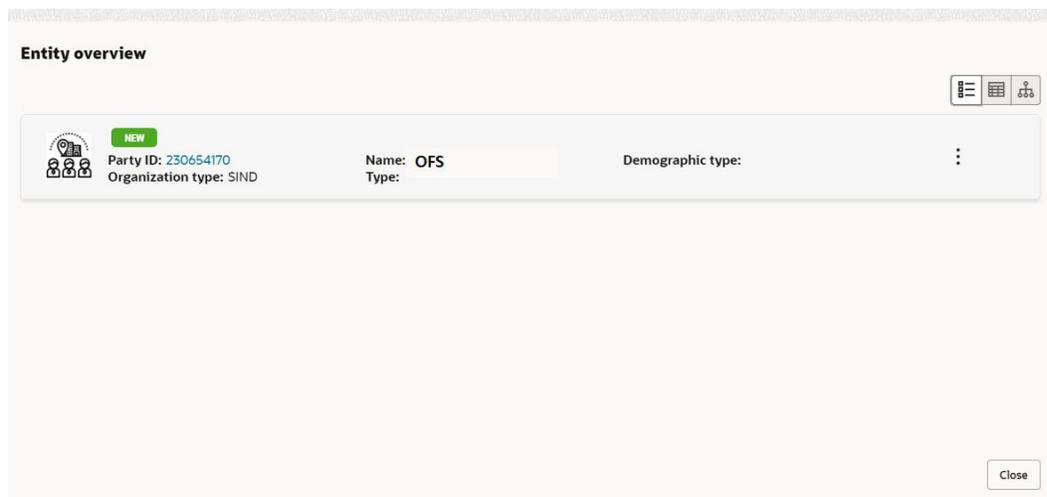 Entity overview
NEW
Party ID: 230654170
Organization type: SIND
Name: OFS
Type:
Demographic type:
Close